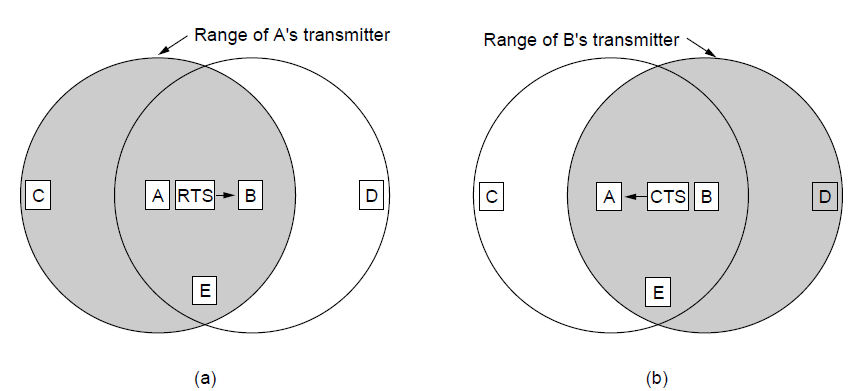 Range of A's transmitter
C
A RTS B
D
E
(a)
Range of B's transmitter
C
A CTS B
D
E
(b)